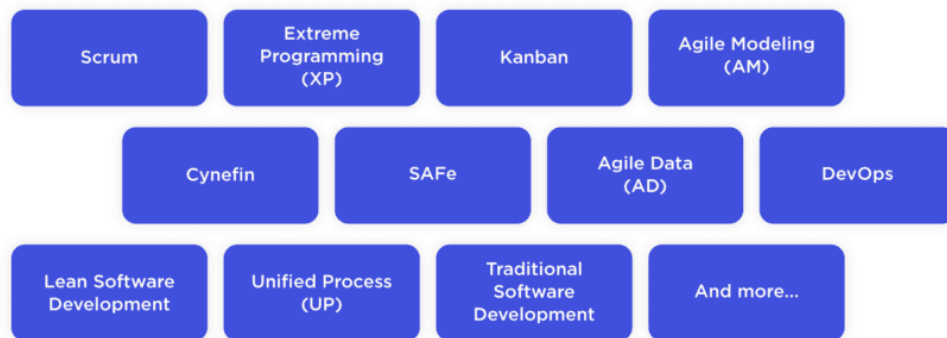 Scrum
Extreme
Programming
(XP)
Kanban
Agile Modeling
(AM)
Cynefin
SAFe
Agile Data
(AD)
DevOps
Lean Software
Development
Unified Process
(UP)
Traditional
Software
Development
And more...